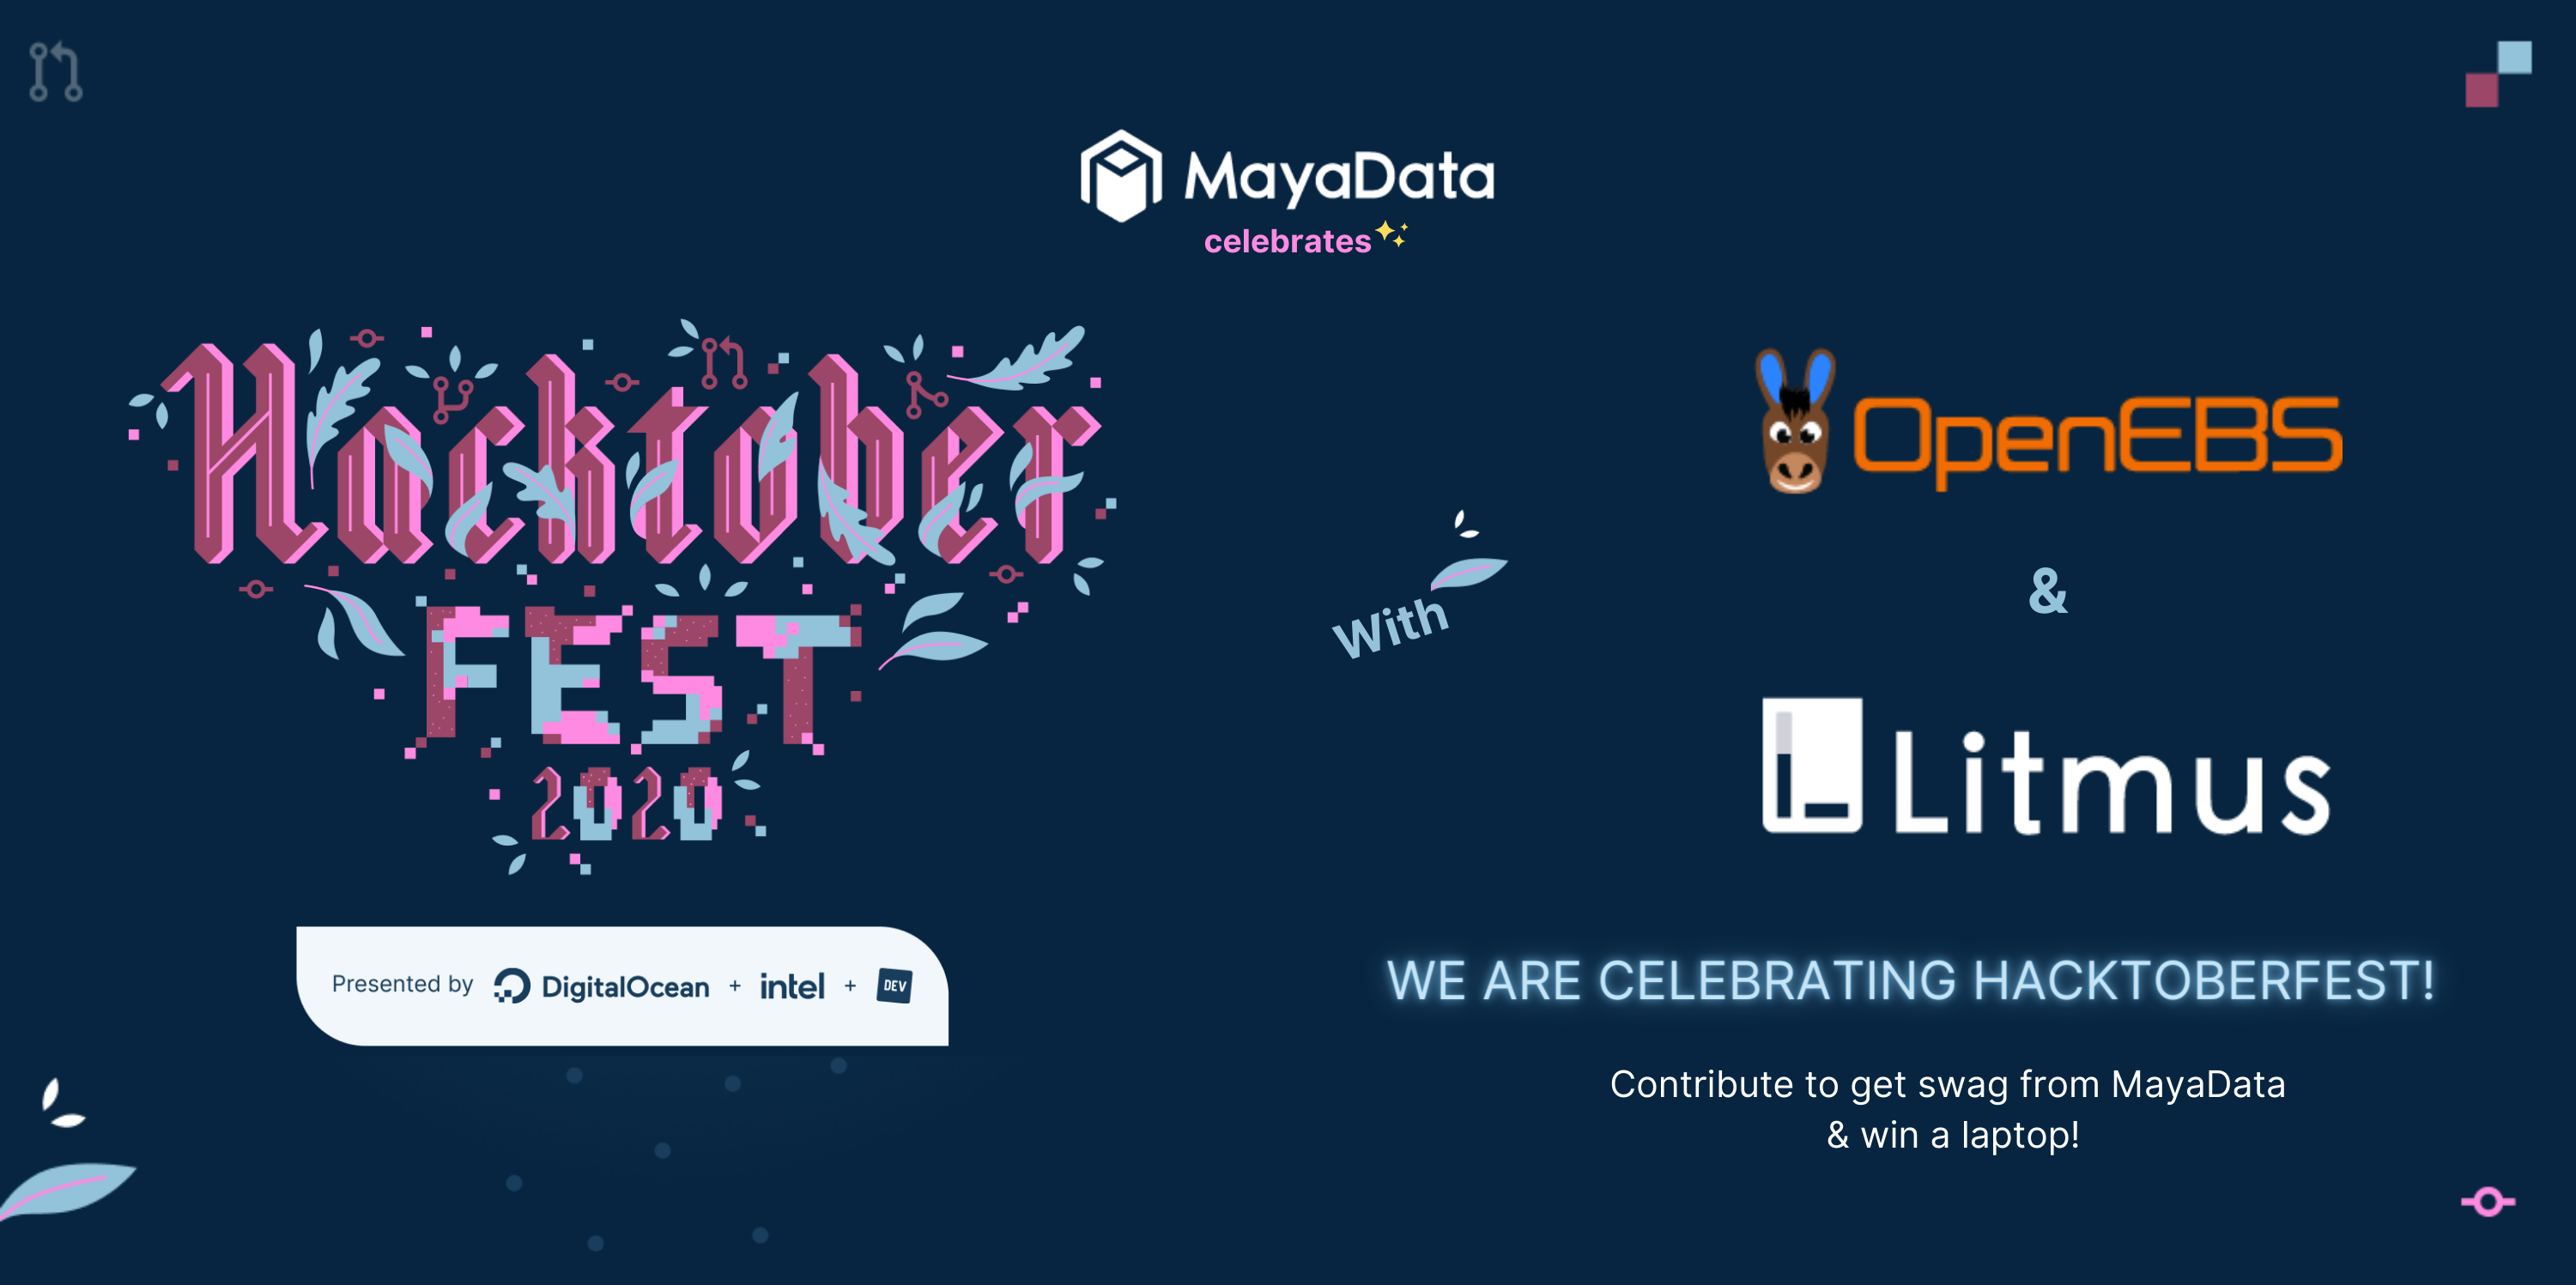 MayaData
celebrates
Hacktober
FEST
2020
Presented by DigitalOcean + intel + DEV
With
OpenEBS
&
Litmus
WE ARE CELEBRATING HACKTOBERFEST!
Contribute to get swag from MayaData
& win a laptop!